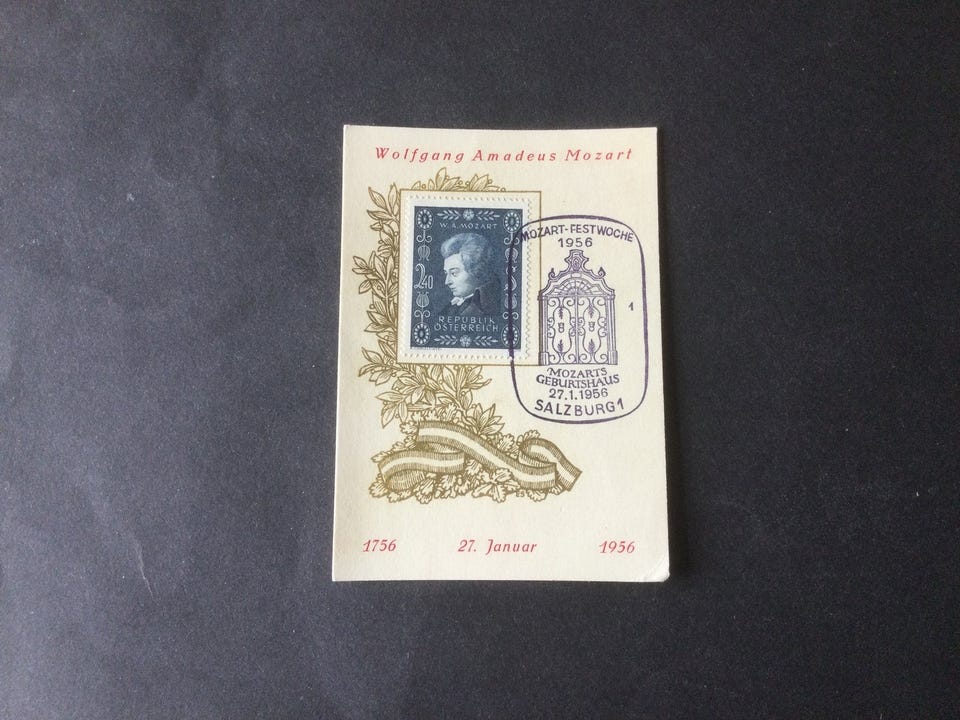 Wolfgang Amadeus Mozart
W.A.MOZART
2.40
REPUBLIK
ÖSTERREICH
MOZART-FESTWOCHE
1956
1
MOZARTS
GEBURTSHAUS
27.1.1956
SALZBURG 1
1756 27. Januar 1956